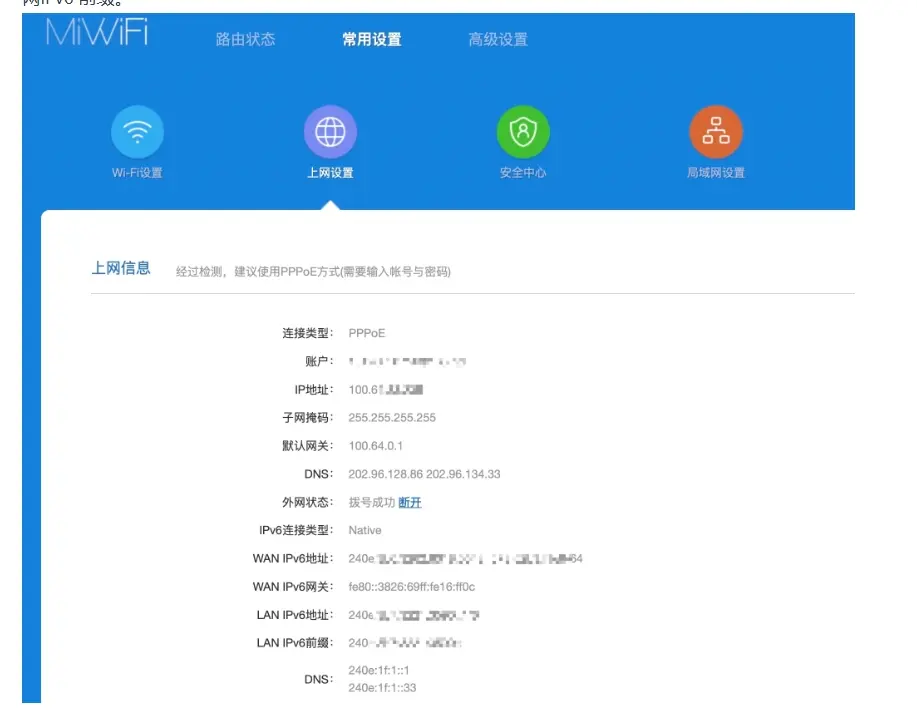 网IPv6 前缀。
MiWiFi
路由状态 常用设置 高级设置
Wi-Fi设置 上网设置 安全中心 局域网设置
上网信息 经过检测，建议使用PPPoE方式(需要输入帐号与密码)
连接类型： PPPoE
账户：
IP地址： 100.6
子网掩码： 255.255.255.255
默认网关： 100.64.0.1
DNS： 202.96.128.86 202.96.134.33
外网状态： 拨号成功 断开
IPv6连接类型： Native
WAN IPv6地址： 240e: 64
WAN IPv6网关： fe80::3826:69ff:fe16:ff0c
LAN IPv6地址： 240e
LAN IPv6前缀： 240
DNS： 240e:1f:1::1
240e:1f:1::33